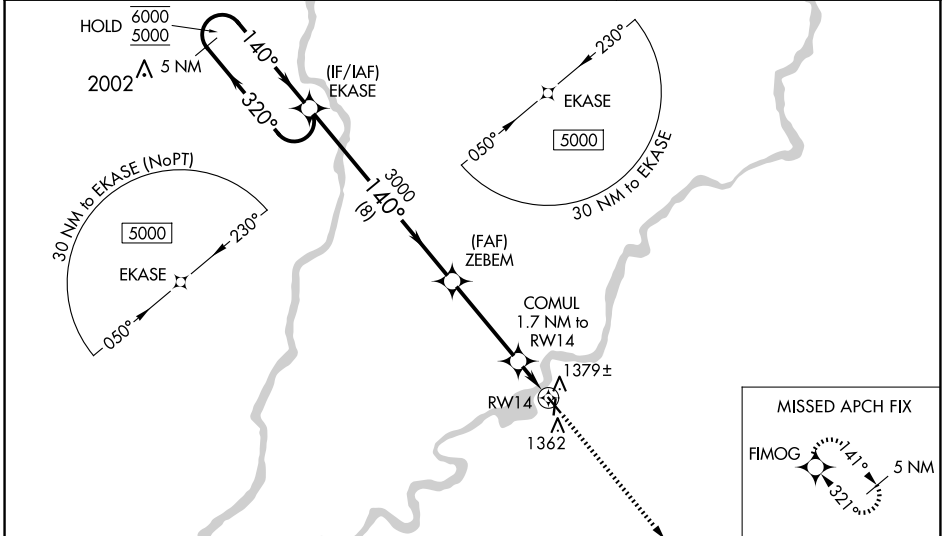 HOLD
6000
5000
2002
5 NM
140°
320°
(IF/IAF)
EKASE
230°
EKASE
050°
5000
30 NM to EKASE
30 NM to EKASE (NoPT)
5000
230°
EKASE
050°
3000
140°
(8)
(FAF)
ZEBEM
COMUL
1.7 NM to
RW14
1379±
RW14
1362
MISSED APCH FIX
FIMOG
141°
5 NM
321°